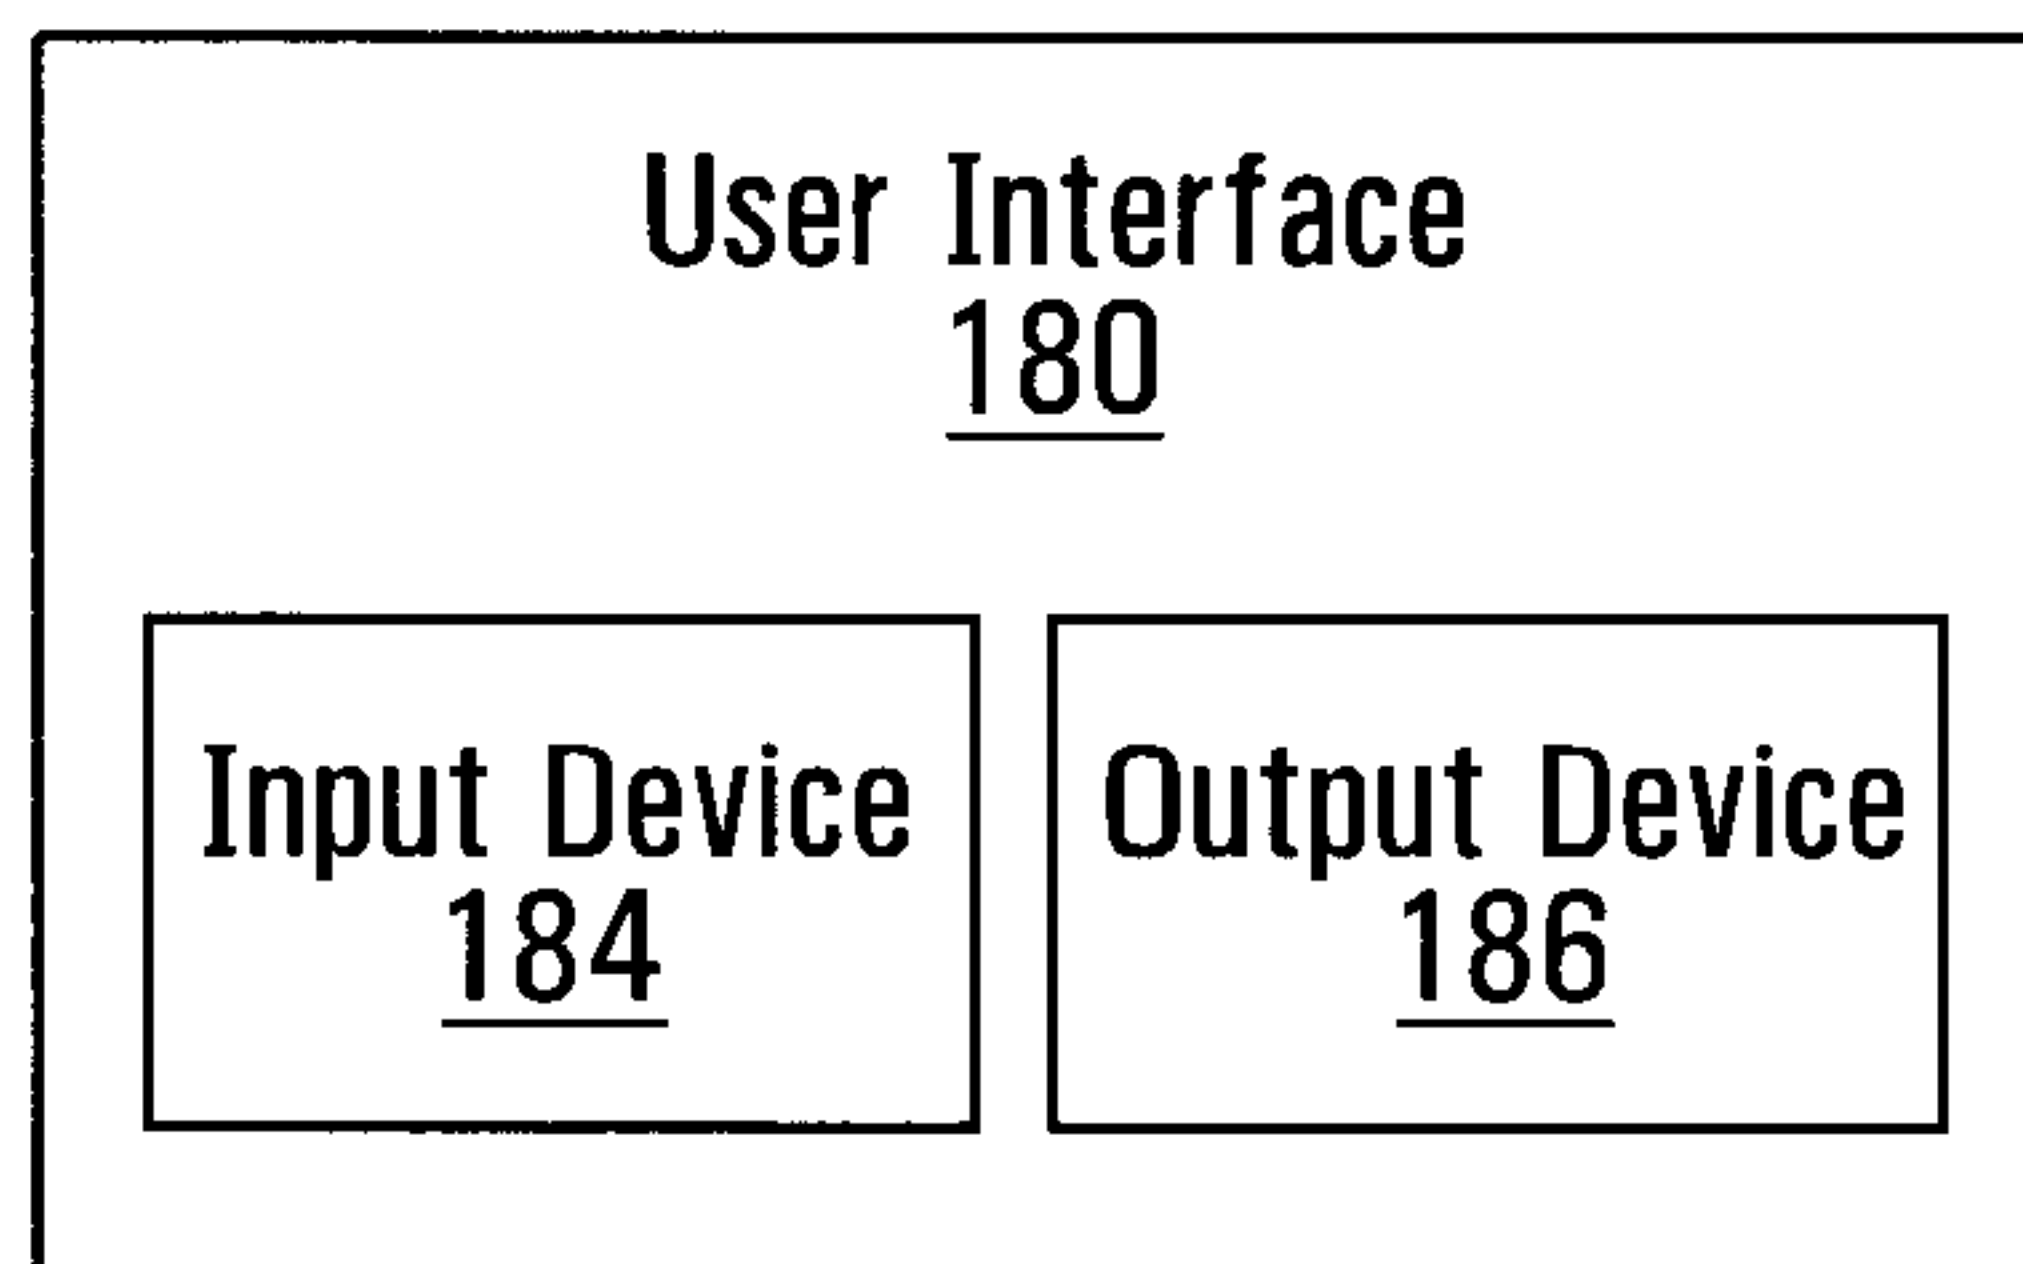 User Interface
180
Input Device
184
Output Device
186